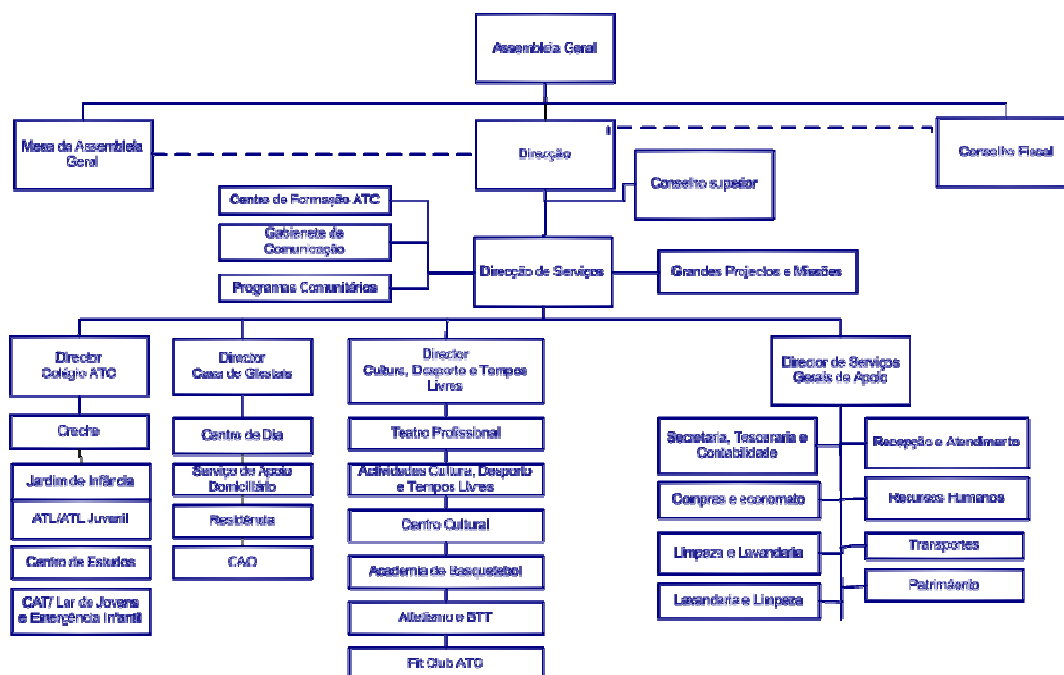 Assembleia Geral
Mesa da Assembleia
Geral
Direcção
Conselho Fiscal
Conselho superior
Centro de Formação ATC
Gabinete de
Comunicação
Programas Comunitários
Direcção de Serviços
Grandes Projectos e Missões
Director
Colégio ATC
Creche
Jardim de Infância
ATL/ATL Juvenil
Centro de Estudos
CAT/ Lar de Jovens
e Emergência Infantil
Director
Casa de Giestais
Centro de Dia
Serviço de Apoio
Domiciliário
Residência
CAO
Director
Cultura, Desporto e Tempos
Livres
Teatro Profissional
Actividades Cultura, Desporto
e Tempos Livres
Centro Cultural
Academia de Basquetebol
Atletismo e BTT
Fit Club ATC
Director de Serviços
Gerais de Apoio
Secretaria, Tesouraria e
Contabilidade
Recepção e Atendimento
Compras e economato
Recursos Humanos
Limpeza e Lavandaria
Transportes
Lavandaria e Limpeza
Património